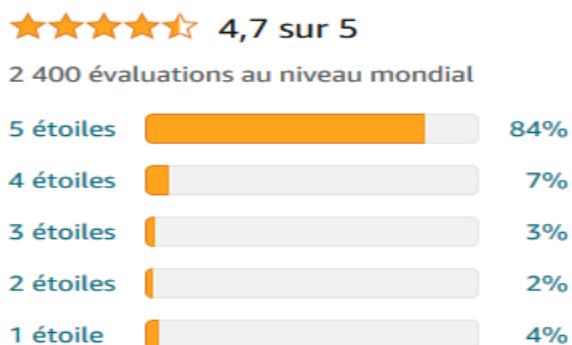 4,7 sur 5
2 400 évaluations au niveau mondial
5 étoiles 84%
4 étoiles 7%
3 étoiles 3%
2 étoiles 2%
1 étoile 4%